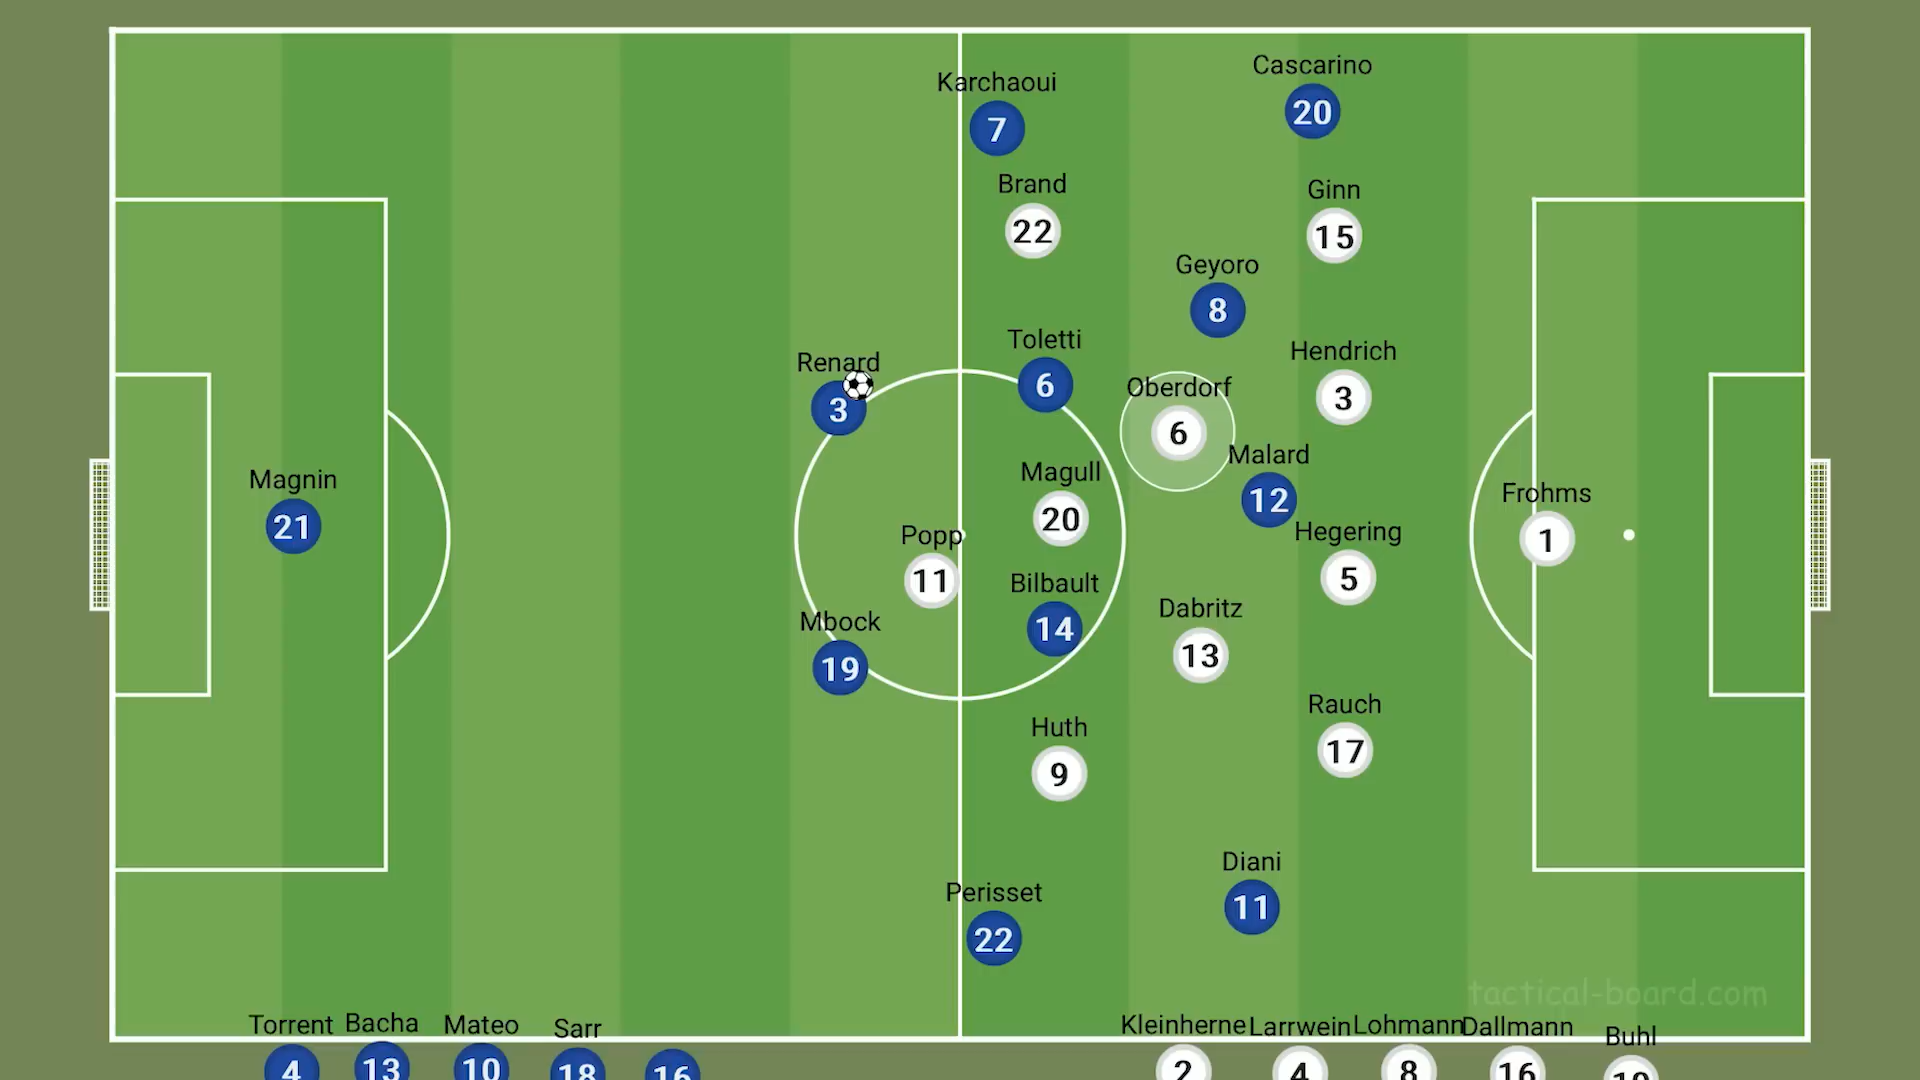 Cascarino
20
Karchaoui
7
Brand
22
Ginn
15
Geyoro
8
Toletti
6
Hendrich
3
Renard
3
Oberdorf
6
Malard
12
Magull
20
Magnin
21
Frohms
1
Popp
11
Hegering
5
Bilbault
14
Dabritz
13
Mbock
19
Rauch
17
Huth
9
Diani
11
Perisset
22
tactical-board.com
Torrent Bacha Mateo Sarr
4 13 10 18 16
Kleinherne Larrwein Lohmann Dallmann Buhl
2 4 8 16 19